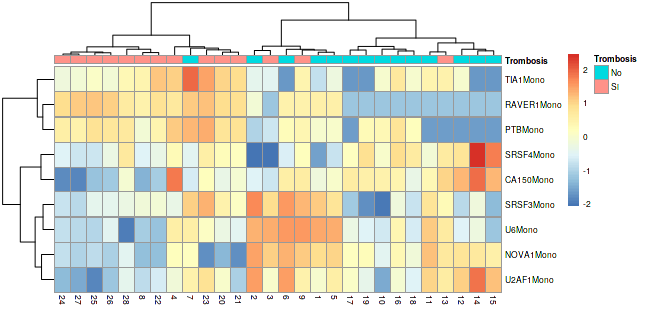 Trombosis
Trombosis
No
SI
2
1
0
-1
-2
TIA1Mono
RAVER1Mono
PTBMono
SRSF4Mono
CA150Mono
SRSF3Mono
U6Mono
NOVA1Mono
U2AF1Mono
24 27 25 26 28 8 22 4 7 23 20 21 2 3 6 9 1 5 17 19 10 16 18 11 13 12 14 15